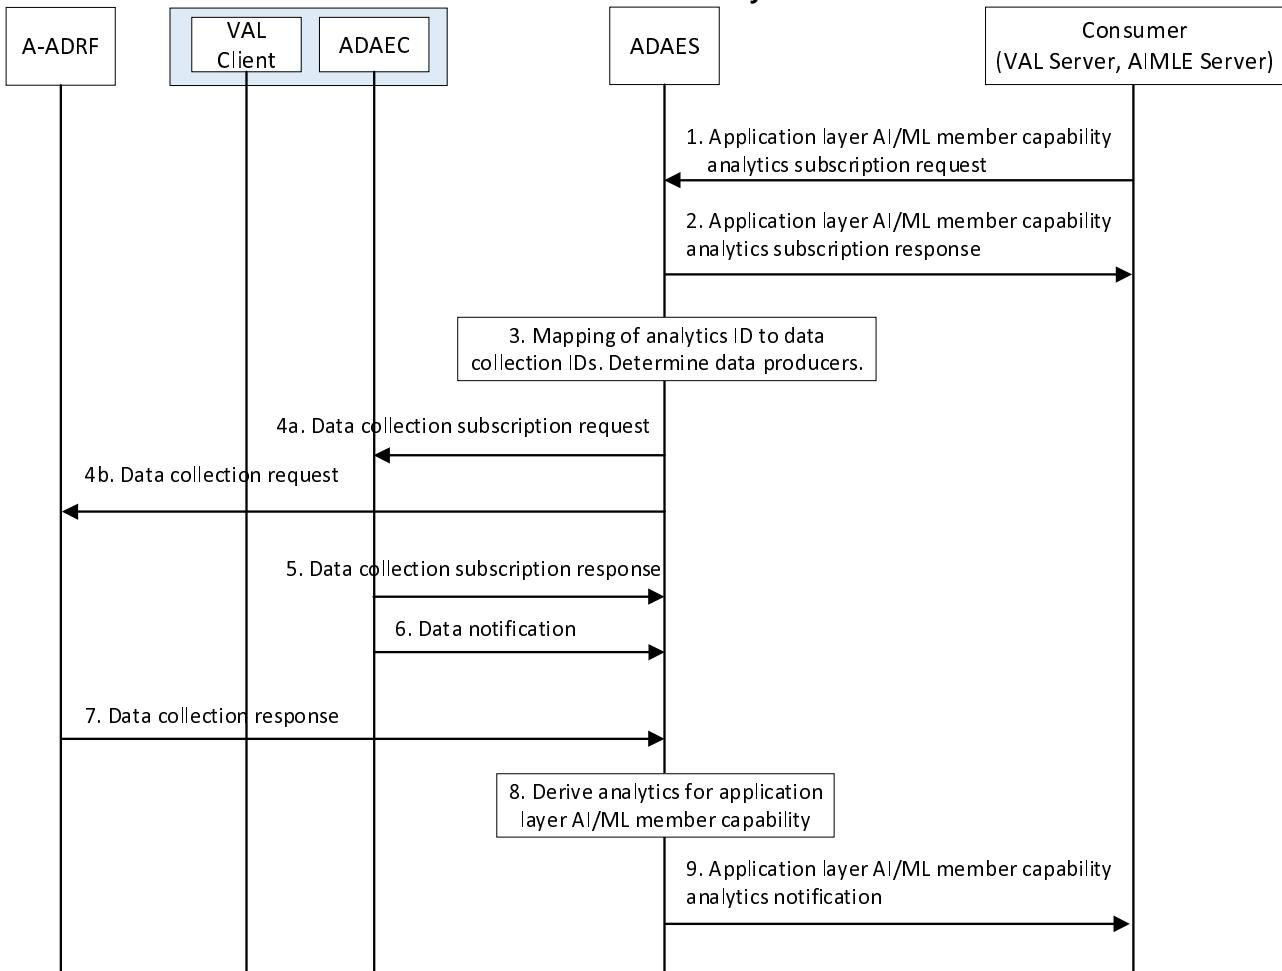 A-ADRF
VAL
Client
ADAEC
ADAES
Consumer
(VAL Server, AIMLE Server)
1. Application layer AI/ML member capability
analytics subscription request
2. Application layer AI/ML member capability
analytics subscription response
3. Mapping of analytics ID to data
collection IDs. Determine data producers.
4a. Data collection subscription request
4b. Data collection request
5. Data collection subscription response
6. Data notification
7. Data collection response
8. Derive analytics for application
layer AI/ML member capability
9. Application layer AI/ML member capability
analytics notification